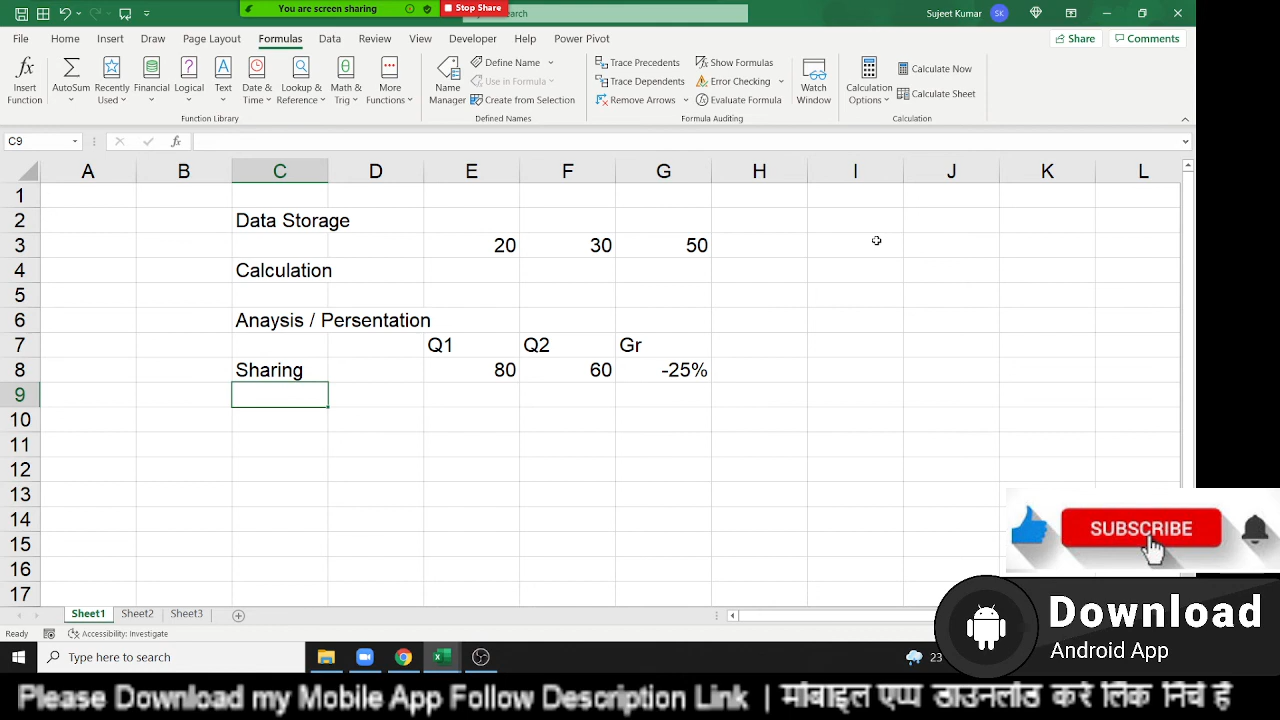 You are screen sharing
Stop Share
Search
Sujeet Kumar
SK
File Home Insert Draw Page Layout Formulas Data Review View Developer Help Power Pivot
Share
Comments
Insert Function
AutoSum
Recently Used
Financial
Logical
Text
Date & Time
Lookup & Reference
Math & Trig
More Functions
Function Library
Name Manager
Define Name
Use in Formula
Create from Selection
Defined Names
Trace Precedents
Trace Dependents
Remove Arrows
Show Formulas
Error Checking
Evaluate Formula
Formula Auditing
Watch Window
Calculation Options
Calculate Now
Calculate Sheet
Calculation
C9
fx
A B C D E F G H I J K L
1
2 Data Storage
3 20 30 50
4 Calculation
5
6 Anaysis / Persentation
7 Q1 Q2 Gr
8 Sharing 80 60 -25%
9
10
11
12
13
14
15
16
17
SUBSCRIBE
Sheet1 Sheet2 Sheet3
Ready
Accessibility: Investigate
Download
Android App
Type here to search
23
Please Download my Mobile App Follow Description Link | मोबाइल एप्प डाउनलोड करे लिंक निचे है